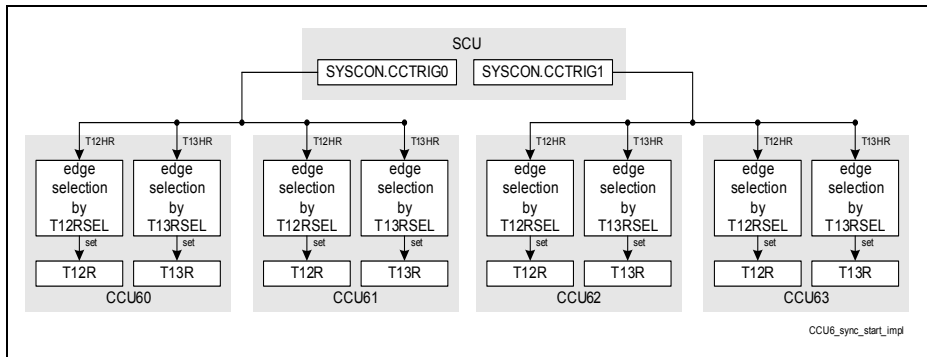 SCU
SYSCON.CCTRIG0 SYSCON.CCTRIG1
T12HR T13HR T12HR T13HR T12HR T13HR T12HR T13HR
edge edge edge edge edge edge edge edge
selection selection selection selection selection selection selection selection
by by by by by by by by
T12RSEL T13RSEL T12RSEL T13RSEL T12RSEL T13RSEL T12RSEL T13RSEL
set set set set set set set set
T12R T13R T12R T13R T12R T13R T12R T13R
CCU60 CCU61 CCU62 CCU63
CCU6_sync_start_impl